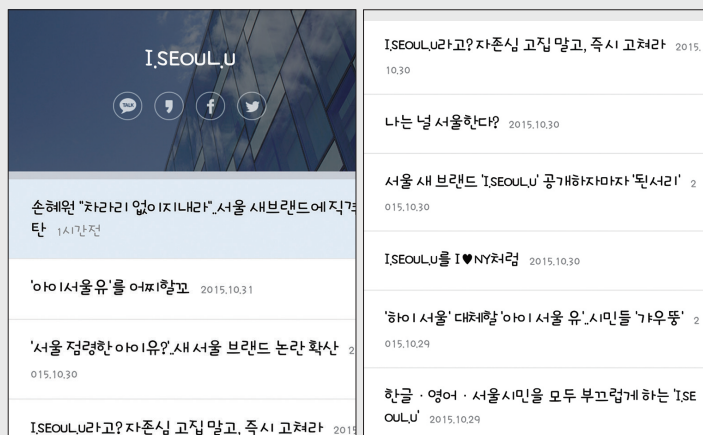 I.SEOUL.U
TALK
손혜원 "차라리 없이지내라"..서울 새브랜드에 직격
탄 1시간전
'아이서울유'를 어찌할꼬 2015.10.31
'서울 점령한 아이유?'..새 서울 브랜드 논란 확산 2
015.10.30
I.SEOUL.U라고? 자존심 고집 말고, 즉시 고쳐라 2015
I.SEOUL.U라고? 자존심 고집 말고, 즉시 고쳐라 2015.
10.30
나는 널 서울한다? 2015.10.30
서울 새 브랜드 'I.SEOUL.U' 공개하자마자 '된서리' 2
015.10.30
I.SEOUL.U를 I♥NY처럼 2015.10.30
'하이 서울' 대체할 '아이 서울 유'..시민들 '갸우뚱' 2
015.10.29
한글·영어·서울시민을 모두 부끄럽게 하는 'I.SE
OUL.U' 2015.10.29